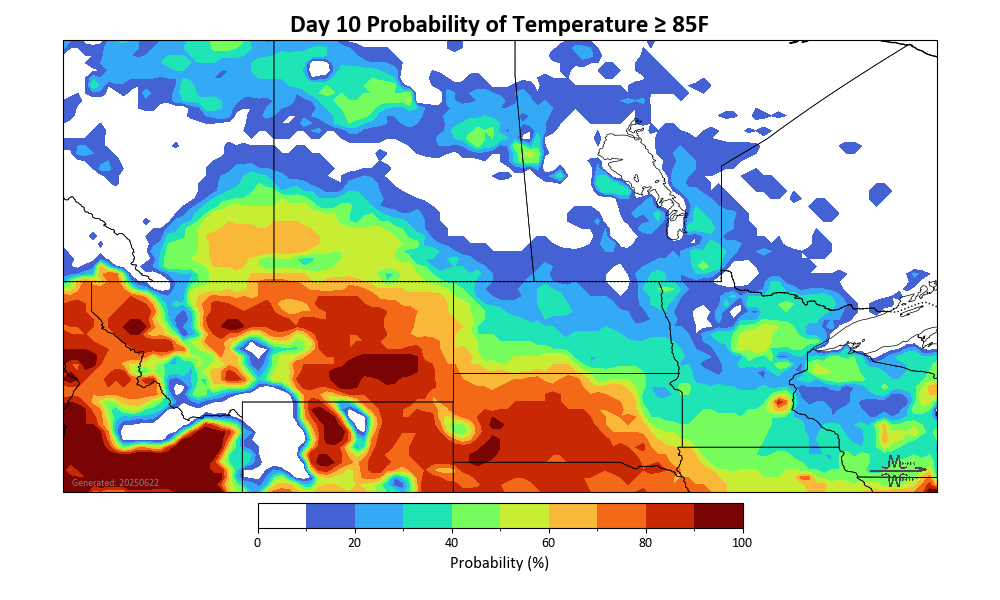 Day 10 Probability of Temperature ≥ 85F
Generated: 20250622
0 20 40 60 80 100
Probability (%)